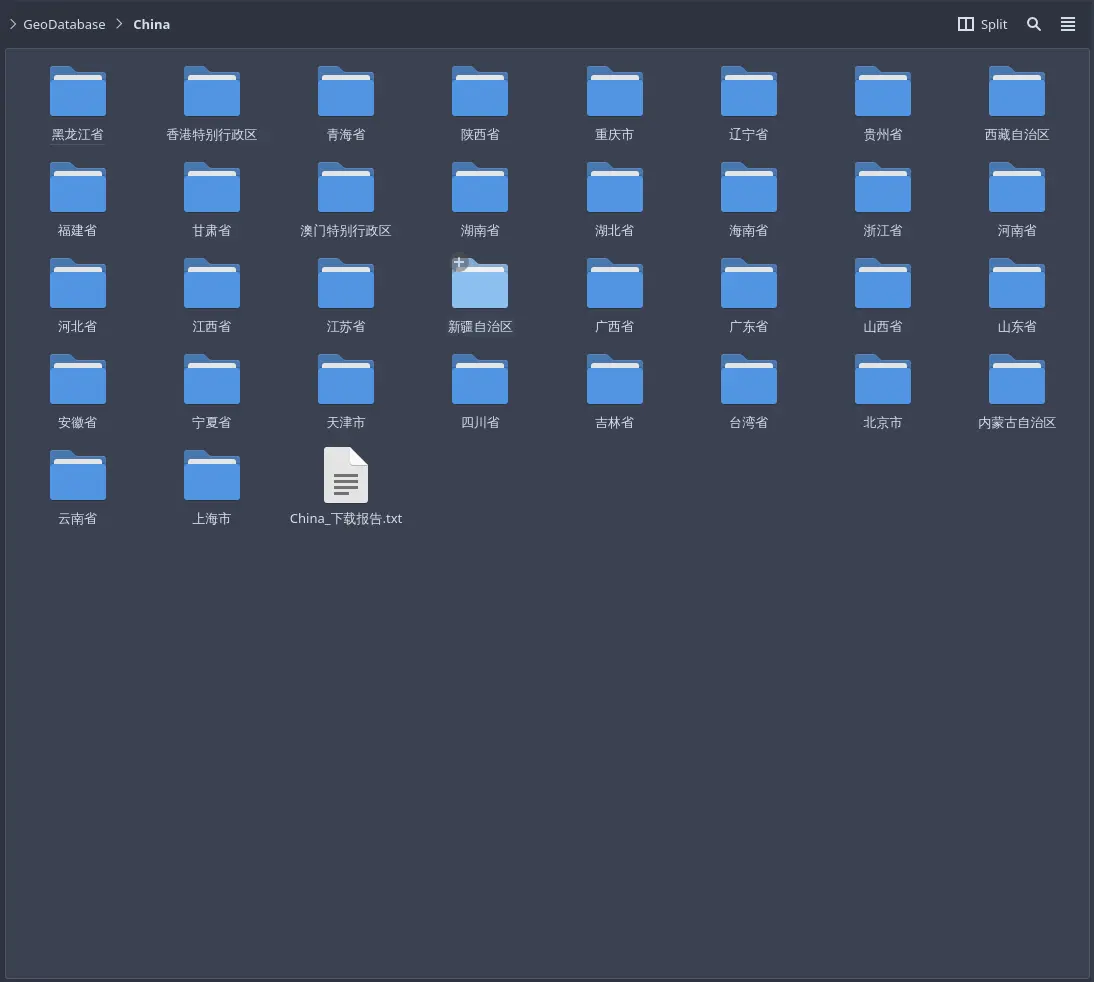 GeoDatabase China Split
黑龙江省 香港特别行政区 青海省 陕西省 重庆市 辽宁省 贵州省 西藏自治区
福建省 甘肃省 澳门特别行政区 湖南省 湖北省 海南省 浙江省 河南省
河北省 江西省 江苏省 新疆自治区 广西省 广东省 山西省 山东省
安徽省 宁夏省 天津市 四川省 吉林省 台湾省 北京市 内蒙古自治区
云南省 上海市 China_下载报告.txt